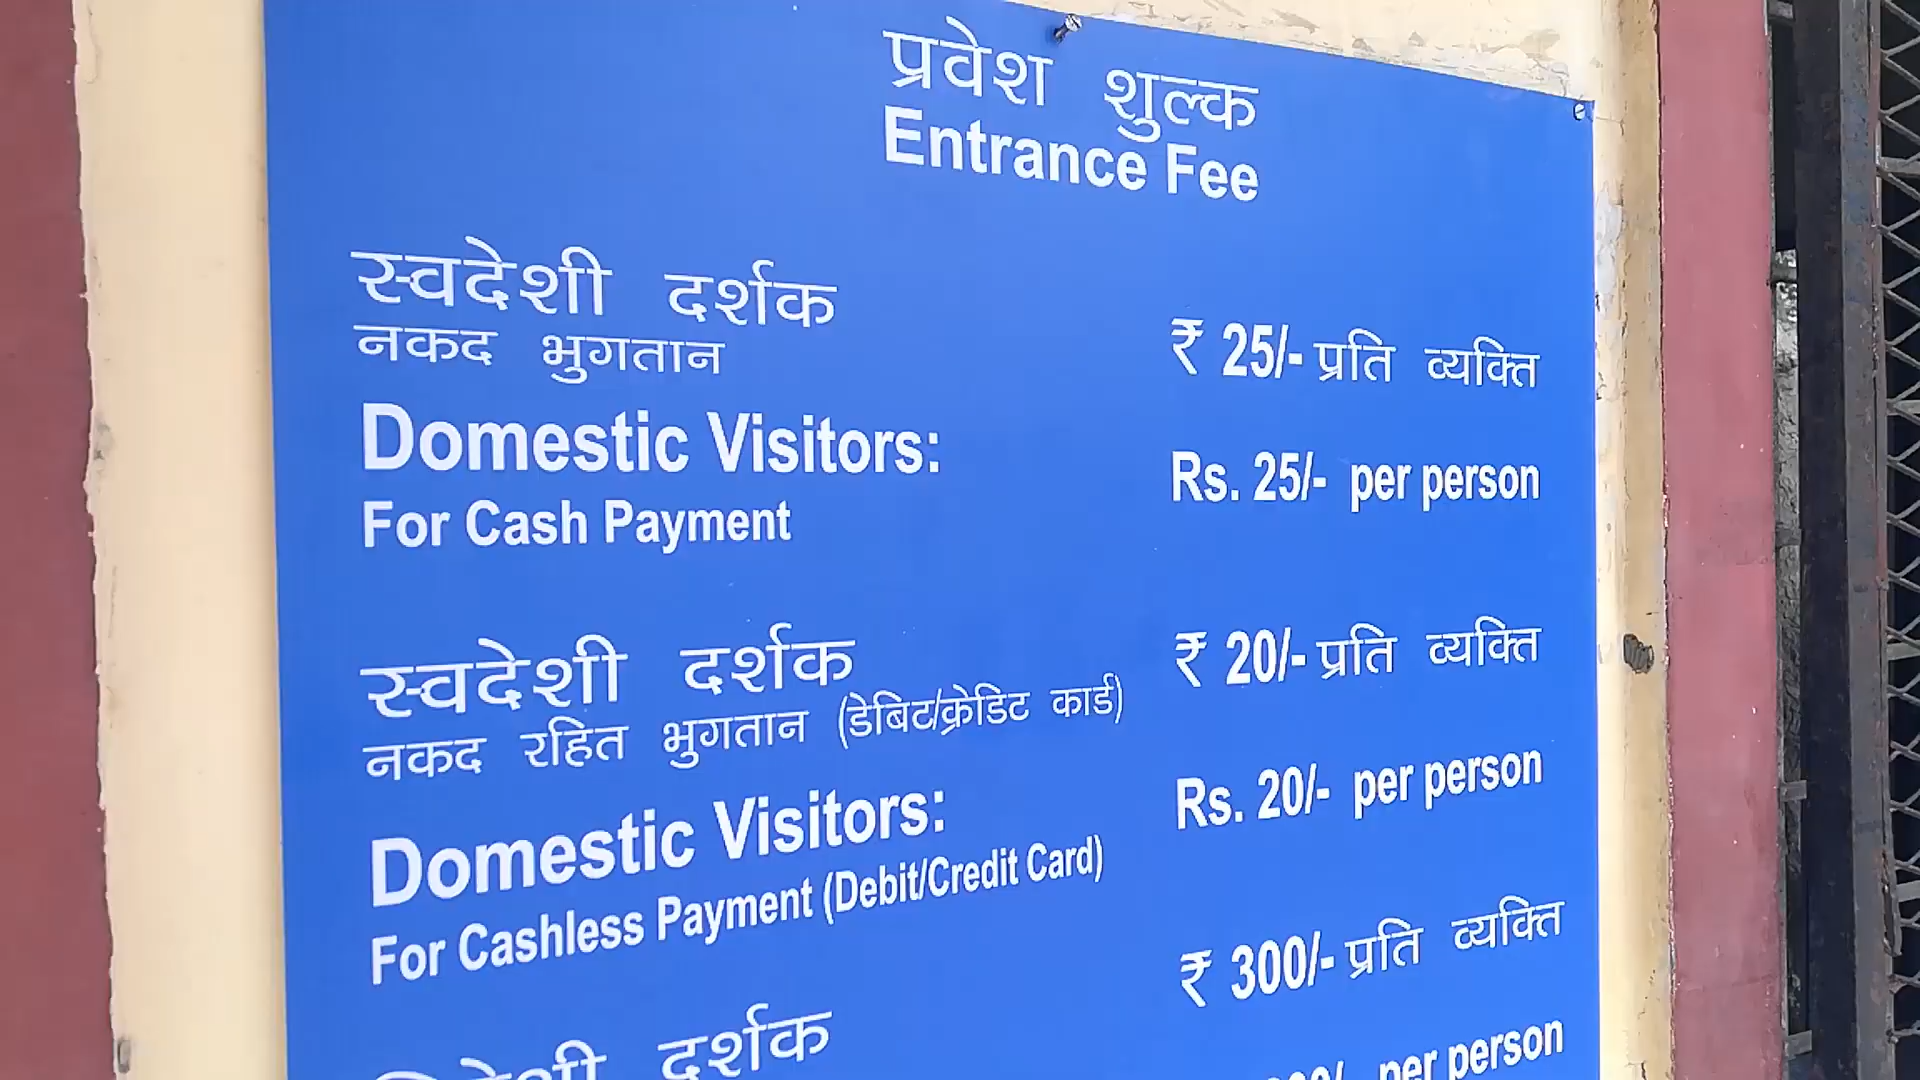 प्रवेश शुल्क
Entrance Fee
स्वदेशी दर्शक
नकद भुगतान
₹ 25/- प्रति व्यक्ति
Domestic Visitors:
For Cash Payment
Rs. 25/- per person
स्वदेशी दर्शक
नकद रहित भुगतान (डेबिट/क्रेडिट कार्ड)
₹ 20/- प्रति व्यक्ति
Domestic Visitors:
For Cashless Payment (Debit/Credit Card)
Rs. 20/- per person
दर्शक
₹ 300/- प्रति व्यक्ति
per person